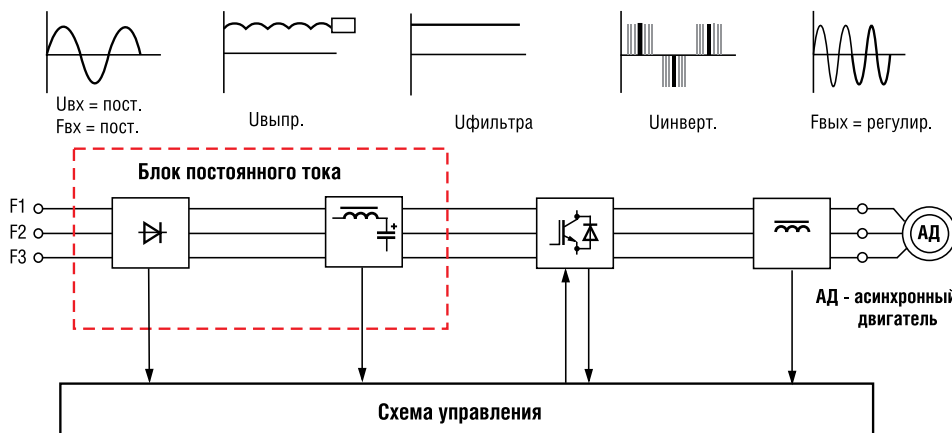 Uвх = пост.
Fвх = пост.
Uвыпр.
Uфильтра
Uинверт.
Fвых = регулир.
Блок постоянного тока
F1
F2
F3
+
АД
АД - асинхронный
двигатель
Схема управления